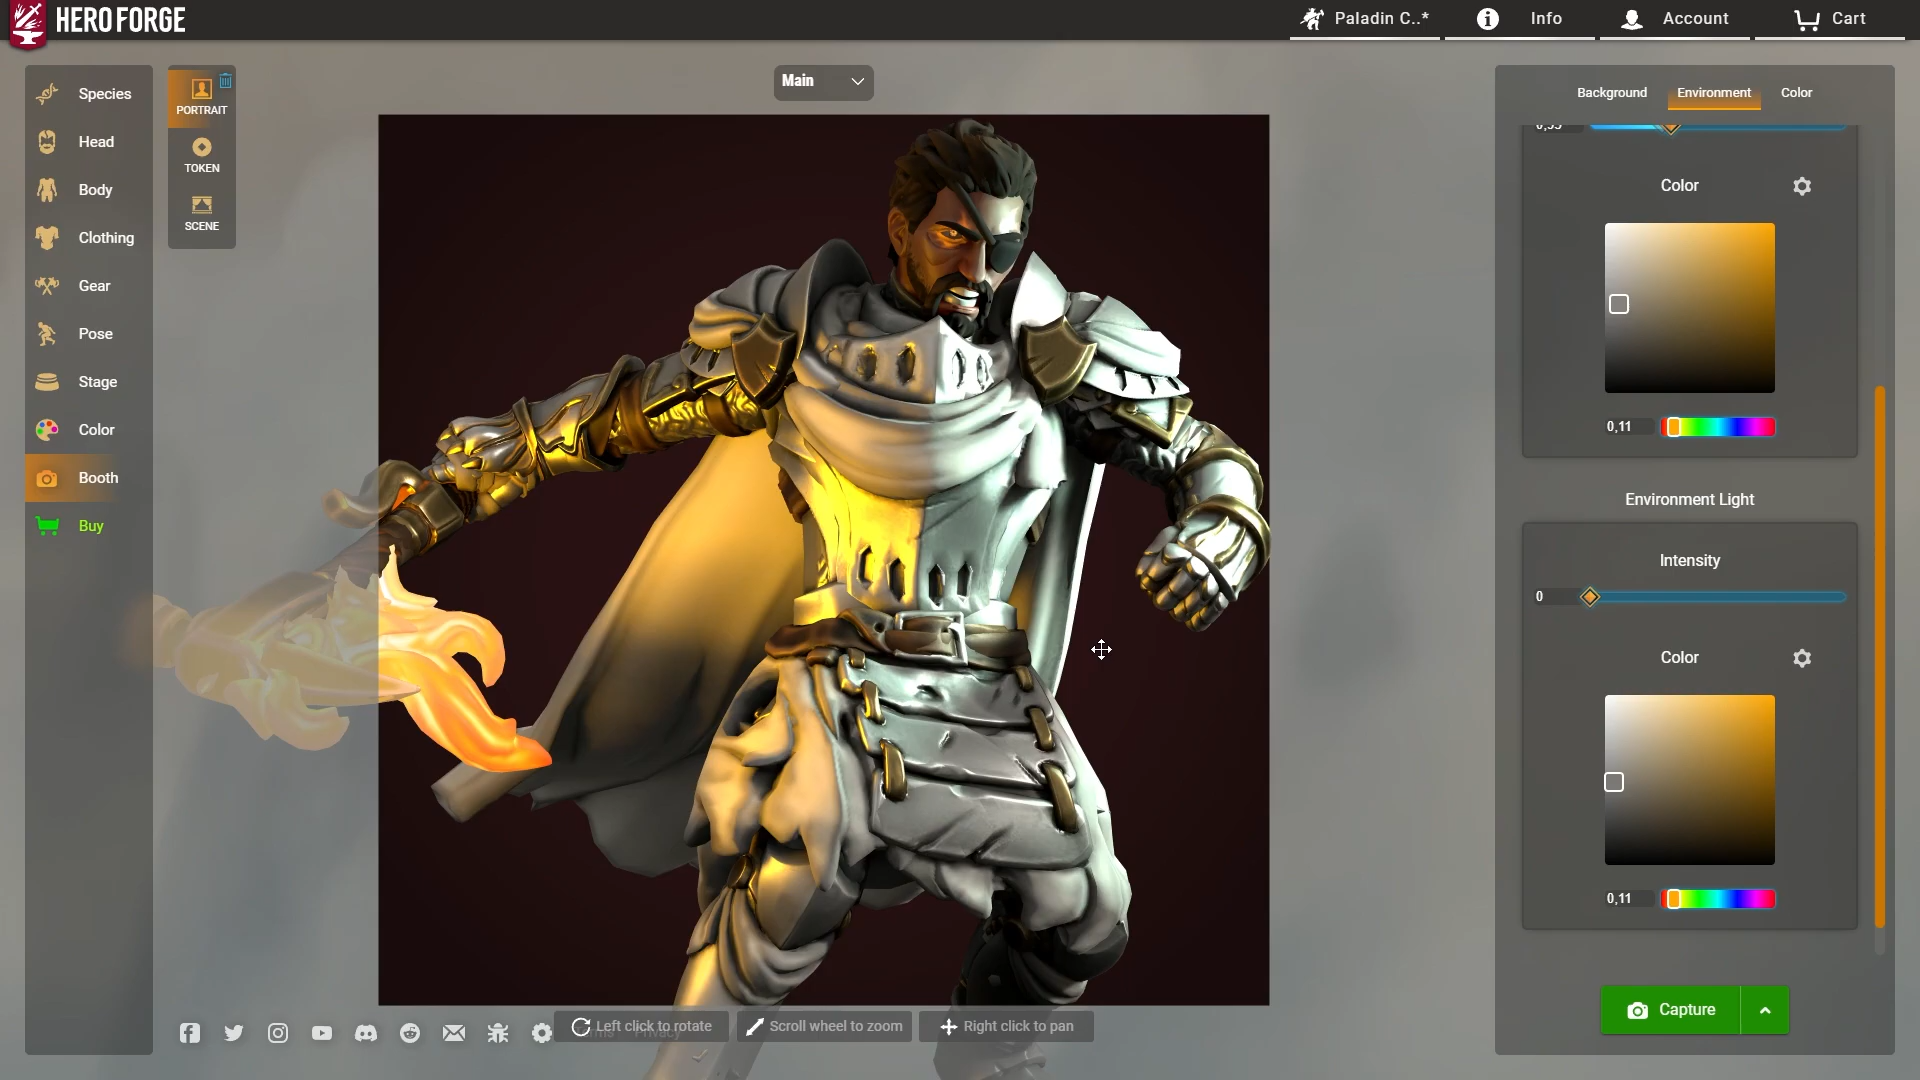 HERO FORGE
Paladin C..*
Info
Account
Cart
Species
Head
Body
Clothing
Gear
Pose
Stage
Color
Booth
Buy
PORTRAIT
TOKEN
SCENE
Main
Background
Environment
Color
Color
0,11
Environment Light
Intensity
0
Color
0,11
Capture
Left click to rotate
Scroll wheel to zoom
Right click to pan